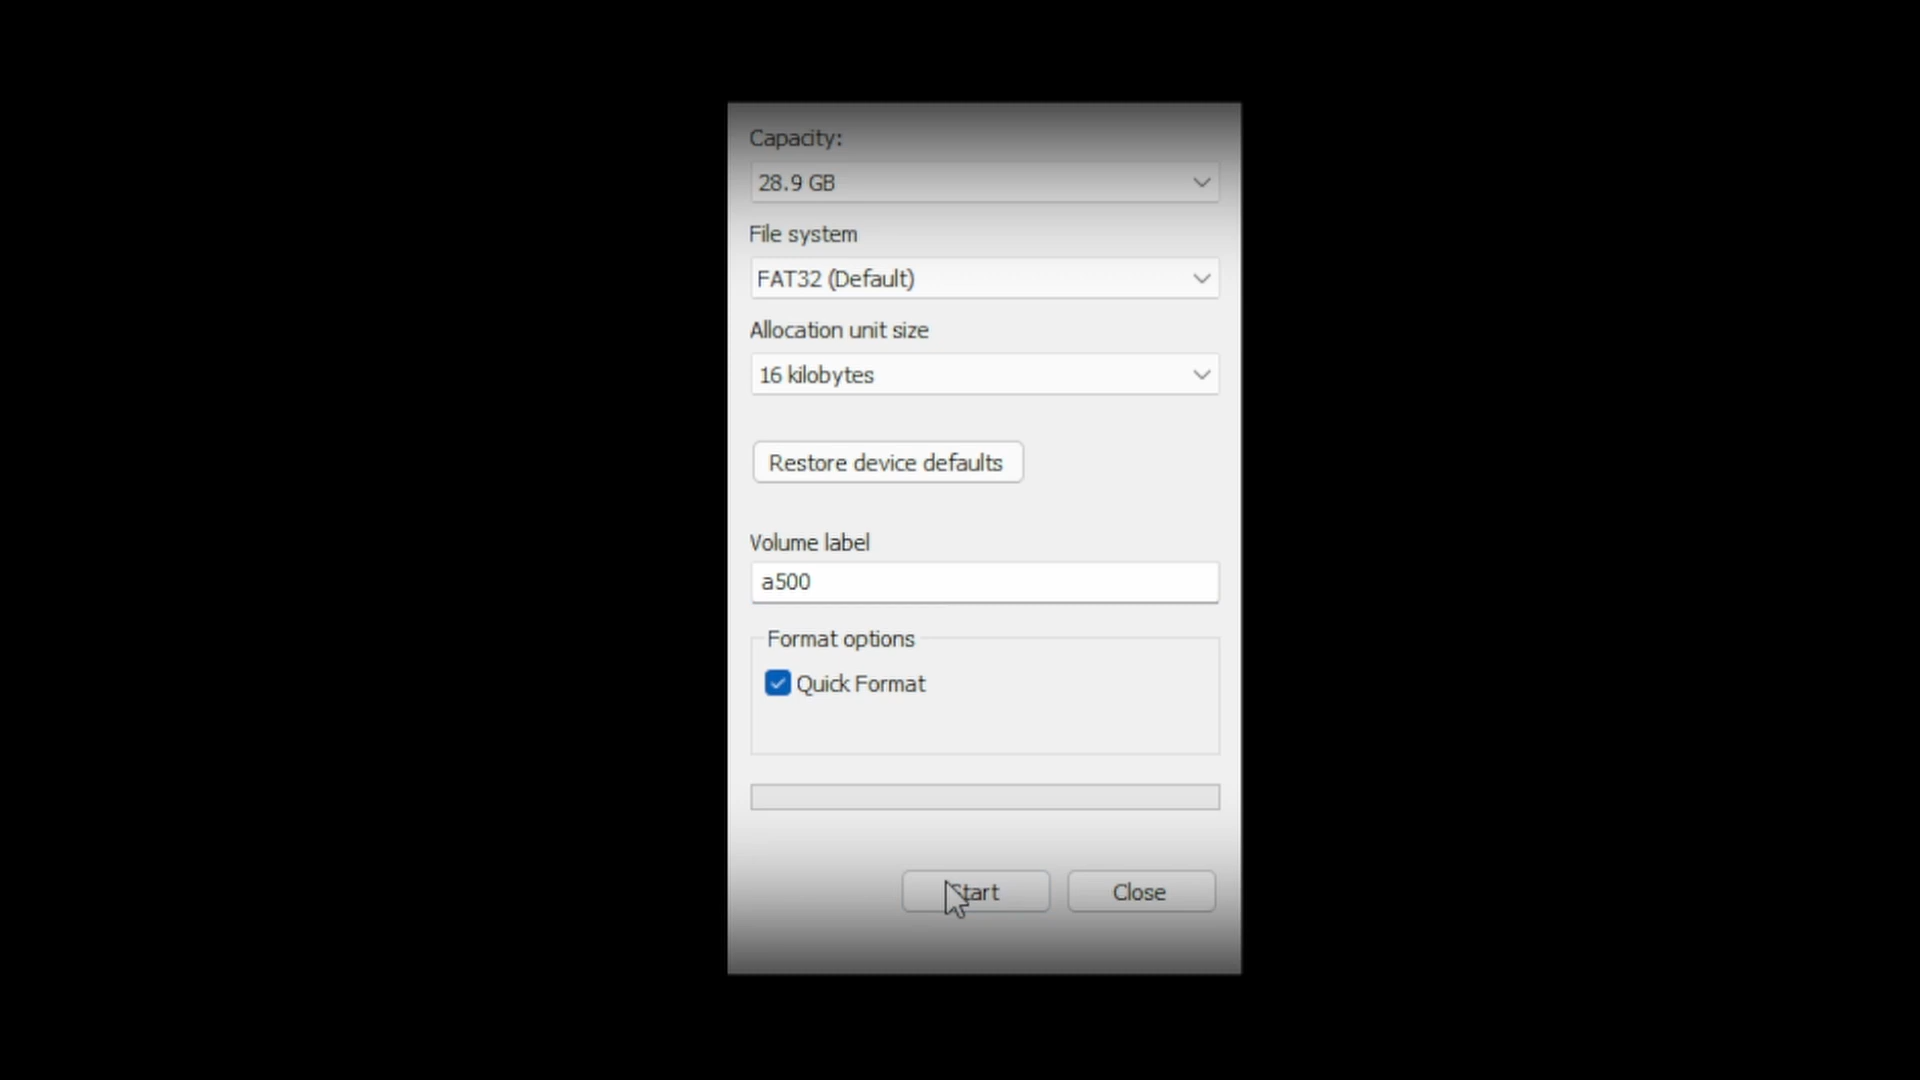 Capacity:
28.9 GB
File system
FAT32 (Default)
Allocation unit size
16 kilobytes
Restore device defaults
Volume label
a500
Format options
Quick Format
Start Close